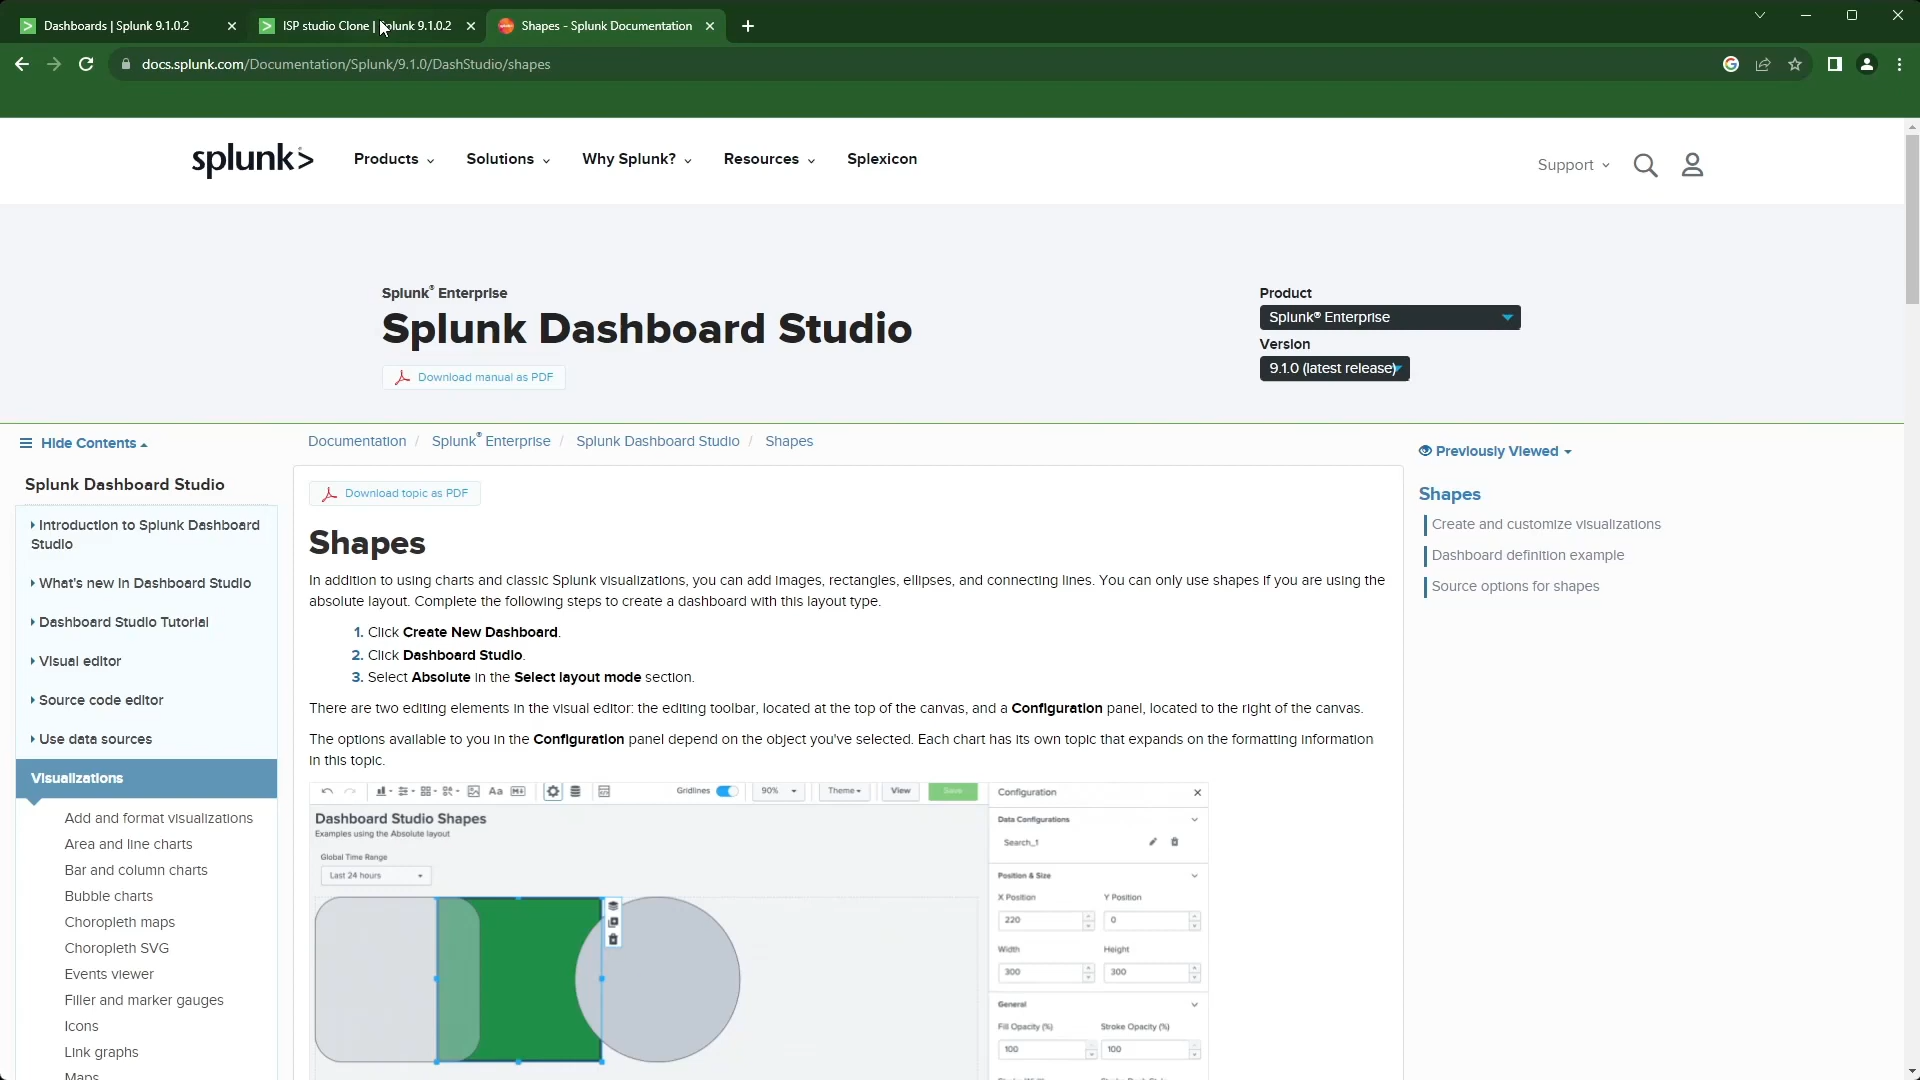 Dashboards | Splunk 9.1.0.2
ISP studio Clone | Splunk 9.1.0.2
Shapes - Splunk Documentation
docs.splunk.com/Documentation/Splunk/9.1.0/DashStudio/shapes
splunk>
Products
Solutions
Why Splunk?
Resources
Splexicon
Support
Splunk® Enterprise
Splunk Dashboard Studio
Download manual as PDF
Product
Splunk® Enterprise
Version
9.1.0 (latest release)
Hide Contents
Documentation / Splunk® Enterprise / Splunk Dashboard Studio / Shapes
Previously Viewed
Splunk Dashboard Studio
Introduction to Splunk Dashboard
Studio
What's new in Dashboard Studio
Dashboard Studio Tutorial
Visual editor
Source code editor
Use data sources
Visualizations
Add and format visualizations
Area and line charts
Bar and column charts
Bubble charts
Choropleth maps
Choropleth SVG
Events viewer
Filler and marker gauges
Icons
Link graphs
Maps
Download topic as PDF
Shapes
In addition to using charts and classic Splunk visualizations, you can add images, rectangles, ellipses, and connecting lines. You can only use shapes if you are using the
absolute layout. Complete the following steps to create a dashboard with this layout type.
1. Click Create New Dashboard.
2. Click Dashboard Studio.
3. Select Absolute in the Select layout mode section.
There are two editing elements in the visual editor: the editing toolbar, located at the top of the canvas, and a Configuration panel, located to the right of the canvas.
The options available to you in the Configuration panel depend on the object you've selected. Each chart has its own topic that expands on the formatting information
in this topic.
Aa
Gridlines
90%
Theme
View
Save
Dashboard Studio Shapes
Examples using the Absolute layout
Global Time Range
Last 24 hours
Configuration
Data Configurations
Search_1
Position & Size
X Position
Y Position
220
0
Width
Height
300
300
General
Fill Opacity (%)
Stroke Opacity (%)
100
100
Shapes
Create and customize visualizations
Dashboard definition example
Source options for shapes